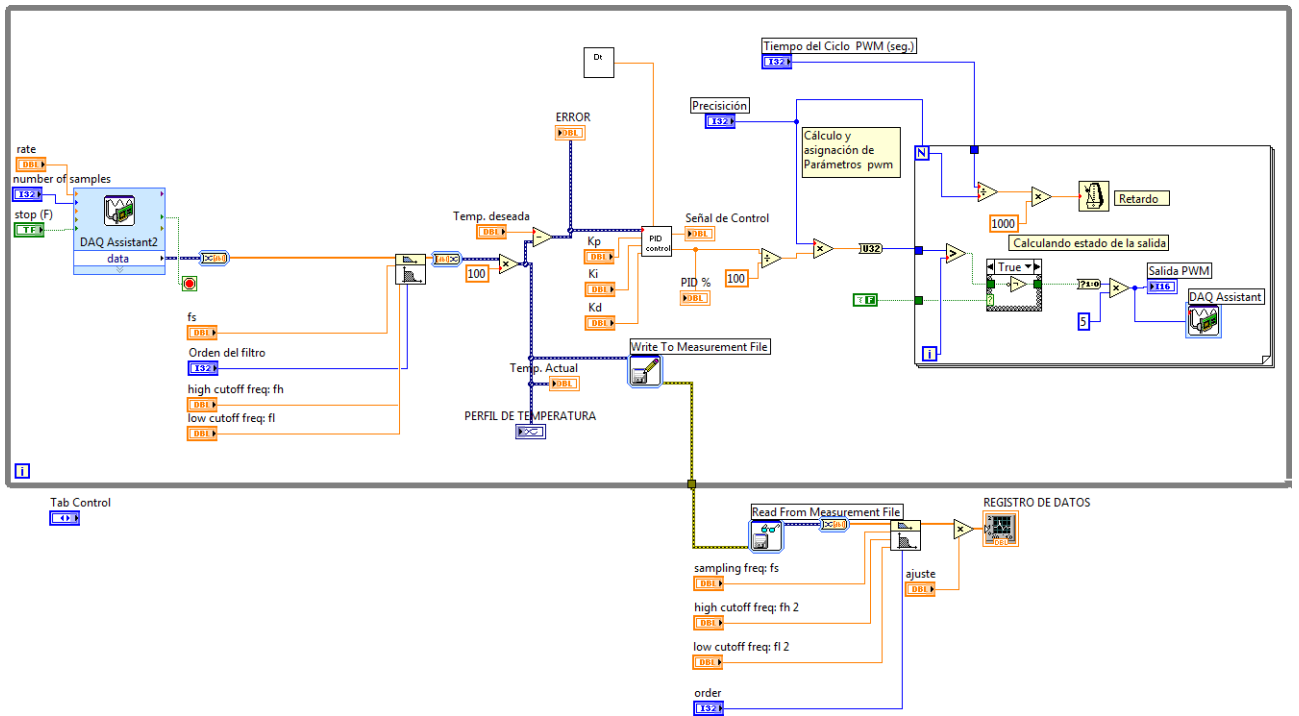 Tiempo del Ciclo PWM (seg.)
I32
Dt
Precisión
I32
ERROR
DBL
Cálculo y
asignación de
Parámetros pwm
rate
DBL
number of samples
I32
stop (F)
TF
DAQ Assistant2
data
N
Retardo
1000
Temp. deseada
DBL
Señal de Control
DBL
Kp
DBL
PID
control
Calculando estado de la salida
U32
True
100
Ki
DBL
100
PID %
DBL
?1:0
Salida PWM
I16
Kd
DBL
F
5
DAQ Assistant
fs
DBL
Orden del filtro
I32
Write To Measurement File
i
Temp. Actual
DBL
high cutoff freq: fh
DBL
low cutoff freq: fl
DBL
PERFIL DE TEMPERATURA
i
Tab Control
Read From Measurement File
REGISTRO DE DATOS
DBL
sampling freq: fs
DBL
ajuste
DBL
high cutoff freq: fh 2
DBL
low cutoff freq: fl 2
DBL
order
I32